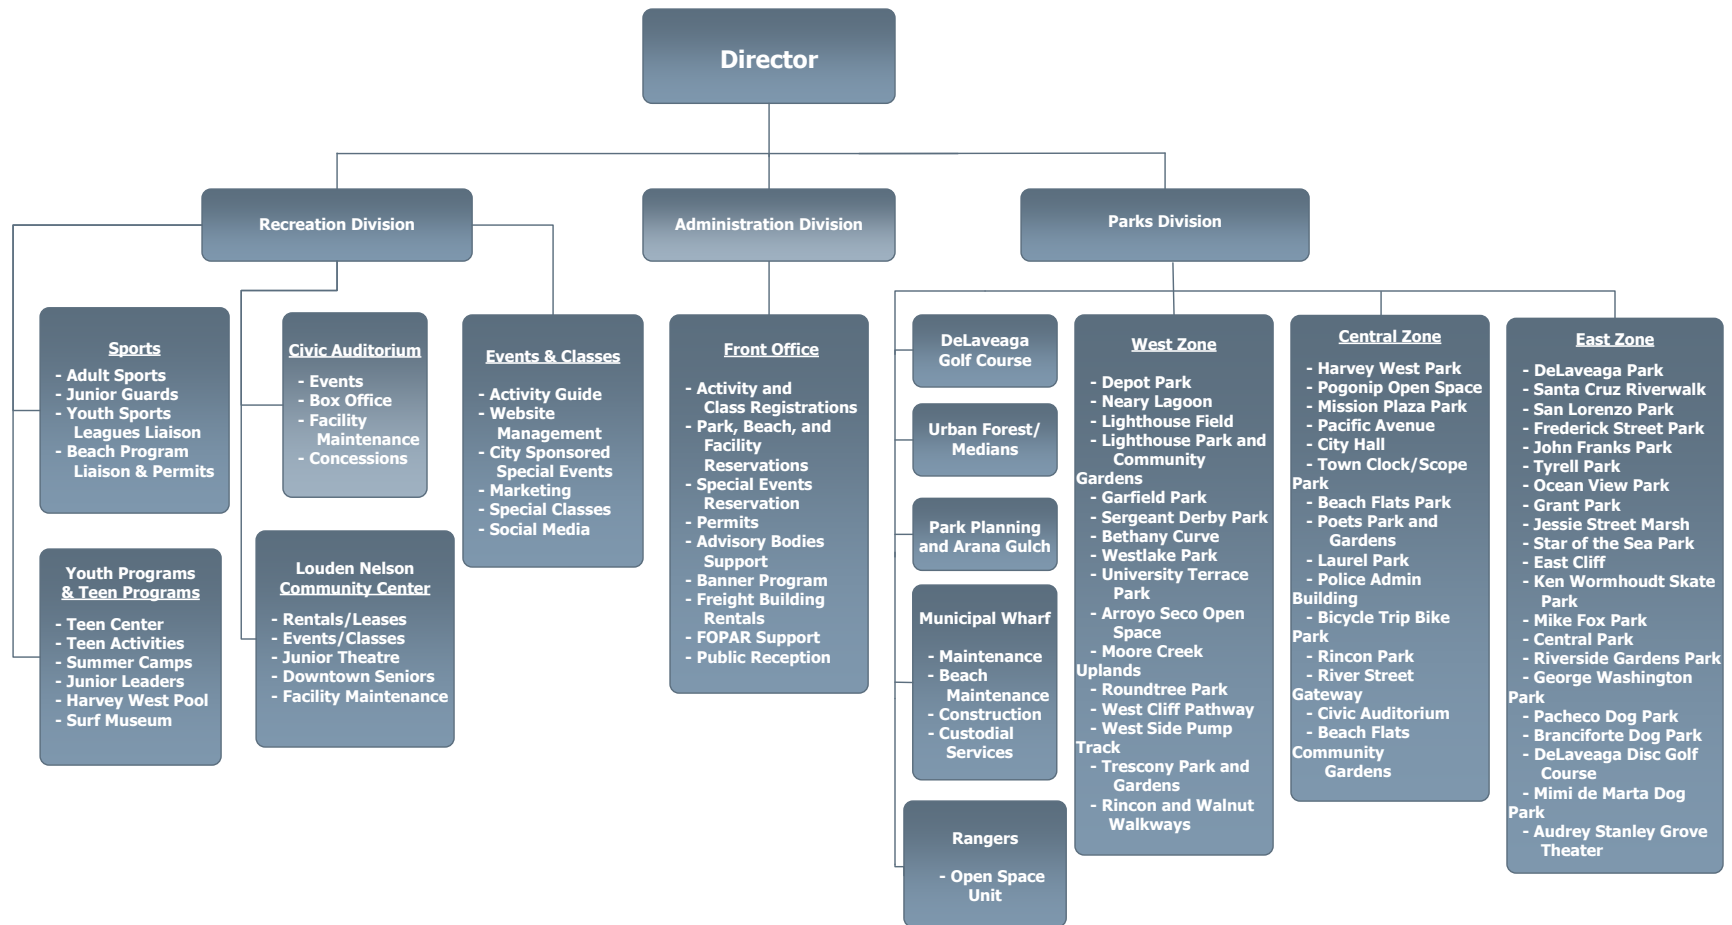 Director
Recreation Division
Administration Division
Parks Division
Sports
- Adult Sports
- Junior Guards
- Youth Sports
Leagues Liaison
- Beach Program
Liaison & Permits
Youth Programs
& Teen Programs
- Teen Center
- Teen Activities
- Summer Camps
- Junior Leaders
- Harvey West Pool
- Surf Museum
Civic Auditorium
- Events
- Box Office
- Facility
Maintenance
- Concessions
Louden Nelson
Community Center
- Rentals/Leases
- Events/Classes
- Junior Theatre
- Downtown Seniors
- Facility Maintenance
Events & Classes
- Activity Guide
- Website
Management
- City Sponsored
Special Events
- Marketing
- Special Classes
- Social Media
Front Office
- Activity and
Class Registrations
- Park, Beach, and
Facility
Reservations
- Special Events
Reservation
- Permits
- Advisory Bodies
Support
- Banner Program
- Freight Building
Rentals
- FOPAR Support
- Public Reception
DeLaveaga
Golf Course
Urban Forest/
Medians
Park Planning
and Arana Gulch
Municipal Wharf
- Maintenance
- Beach
Maintenance
- Construction
- Custodial
Services
Rangers
- Open Space
Unit
West Zone
- Depot Park
- Neary Lagoon
- Lighthouse Field
- Lighthouse Park and
Community
Gardens
- Garfield Park
- Sergeant Derby Park
- Bethany Curve
- Westlake Park
- University Terrace
Park
- Arroyo Seco Open
Space
- Moore Creek
Uplands
- Roundtree Park
- West Cliff Pathway
- West Side Pump
Track
- Trescony Park and
Gardens
- Rincon and Walnut
Walkways
Central Zone
- Harvey West Park
- Pogonip Open Space
- Mission Plaza Park
- Pacific Avenue
- City Hall
- Town Clock/Scope
Park
- Beach Flats Park
- Poets Park and
Gardens
- Laurel Park
- Police Admin
Building
- Bicycle Trip Bike
Park
- Rincon Park
- River Street
Gateway
- Civic Auditorium
- Beach Flats
Community
Gardens
East Zone
- DeLaveaga Park
- Santa Cruz Riverwalk
- San Lorenzo Park
- Frederick Street Park
- John Franks Park
- Tyrell Park
- Ocean View Park
- Grant Park
- Jessie Street Marsh
- Star of the Sea Park
- East Cliff
- Ken Wormhoudt Skate
Park
- Mike Fox Park
- Central Park
- Riverside Gardens Park
- George Washington
Park
- Pacheco Dog Park
- Branciforte Dog Park
- DeLaveaga Disc Golf
Course
- Mimi de Marta Dog
Park
- Audrey Stanley Grove
Theater